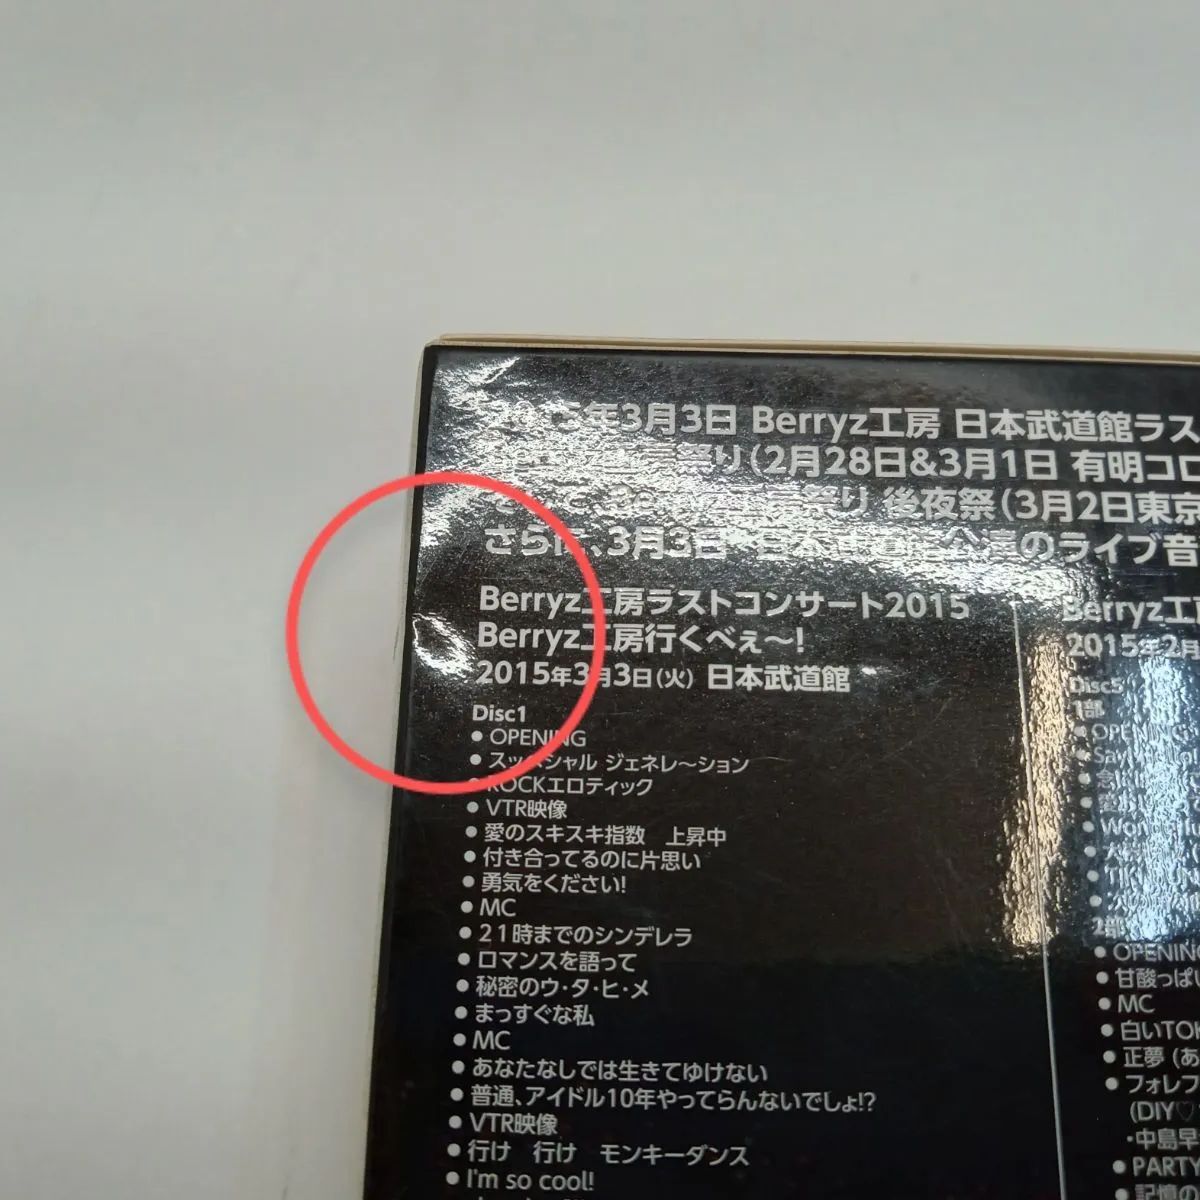 5年3月3日 Berryz工房 日本武道館ラス
祭り(2月28日&3月1日 有明コロ
祭り 後夜祭(3月2日東京
さらに、3月3日 日本武道館公演のライブ音
Berryz工房ラストコンサート2015
Berryz工房行くべぇ〜!
2015年3月3日(火) 日本武道館
Disc1
● OPENING
● スッペシャル ジェネレ〜ション
● ROCKエロティック
● VTR映像
● 愛のスキスキ指数 上昇中
● 付き合ってるのに片思い
● 勇気をください!
● MC
● 21時までのシンデレラ
● ロマンスを語って
● 秘密のウ・タ・ヒ・メ
● まっすぐな私
● MC
● あなたなしでは生きてゆけない
● 普通、アイドル10年やってらんないでしょ!?
● VTR映像
● 行け 行け モンキーダンス
● I'm so cool!
Berryz工
2015年2月
Disc5
1部
● OPENING
2部
● OPENING
● 甘酸っぱい
● MC
● 白いTOK
● 正夢(あ
● フォレフ
(DIY♡
・中島早
● PARTY
● 記憶の